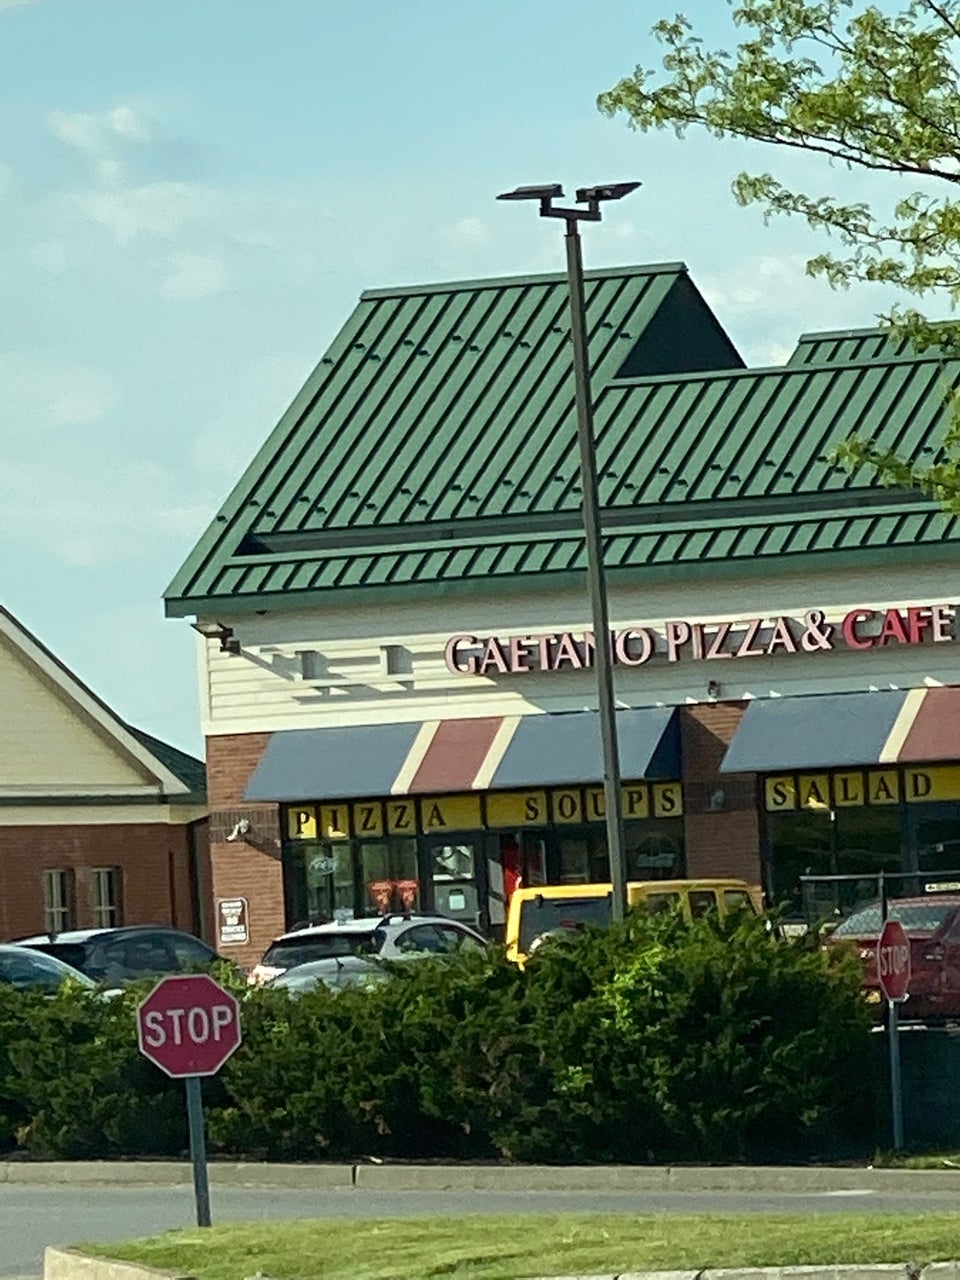 GAETANO PIZZA & CAFE
PIZZA SOUPS SALAD
STOP
STOP